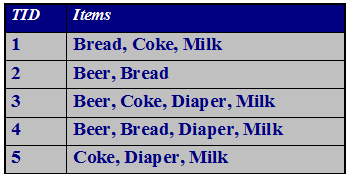 TID Items
1 Bread, Coke, Milk
2 Beer, Bread
3 Beer, Coke, Diaper, Milk
4 Beer, Bread, Diaper, Milk
5 Coke, Diaper, Milk